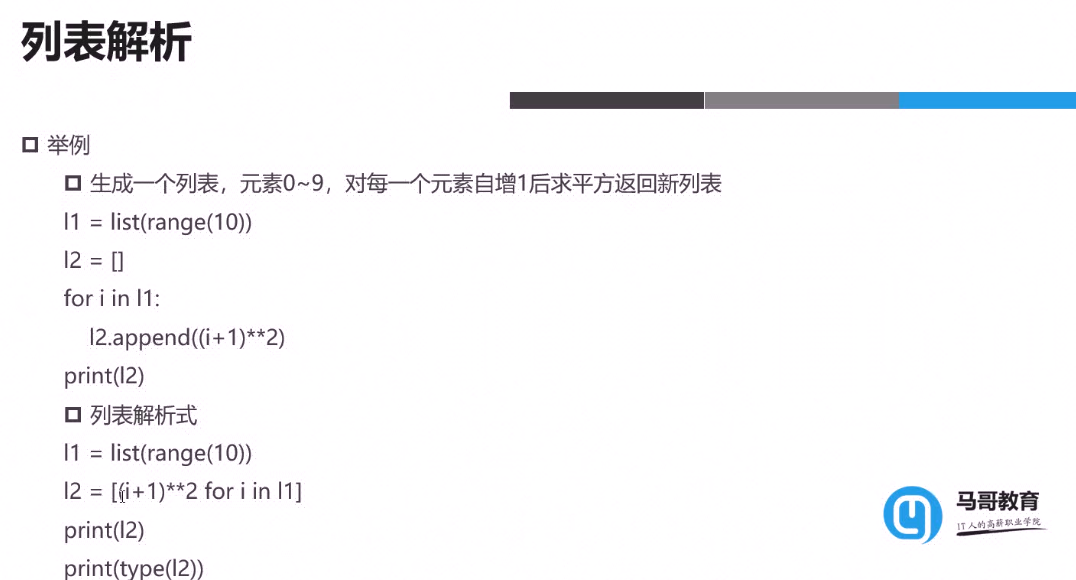 列表解析
举例
生成一个列表，元素0~9，对每一个元素自增1后求平方返回新列表
l1 = list(range(10))
l2 = []
for i in l1:
l2.append((i+1)**2)
print(l2)
列表解析式
l1 = list(range(10))
l2 = [(i+1)**2 for i in l1]
print(l2)
print(type(l2))
马哥教育
IT人的高薪职业学院